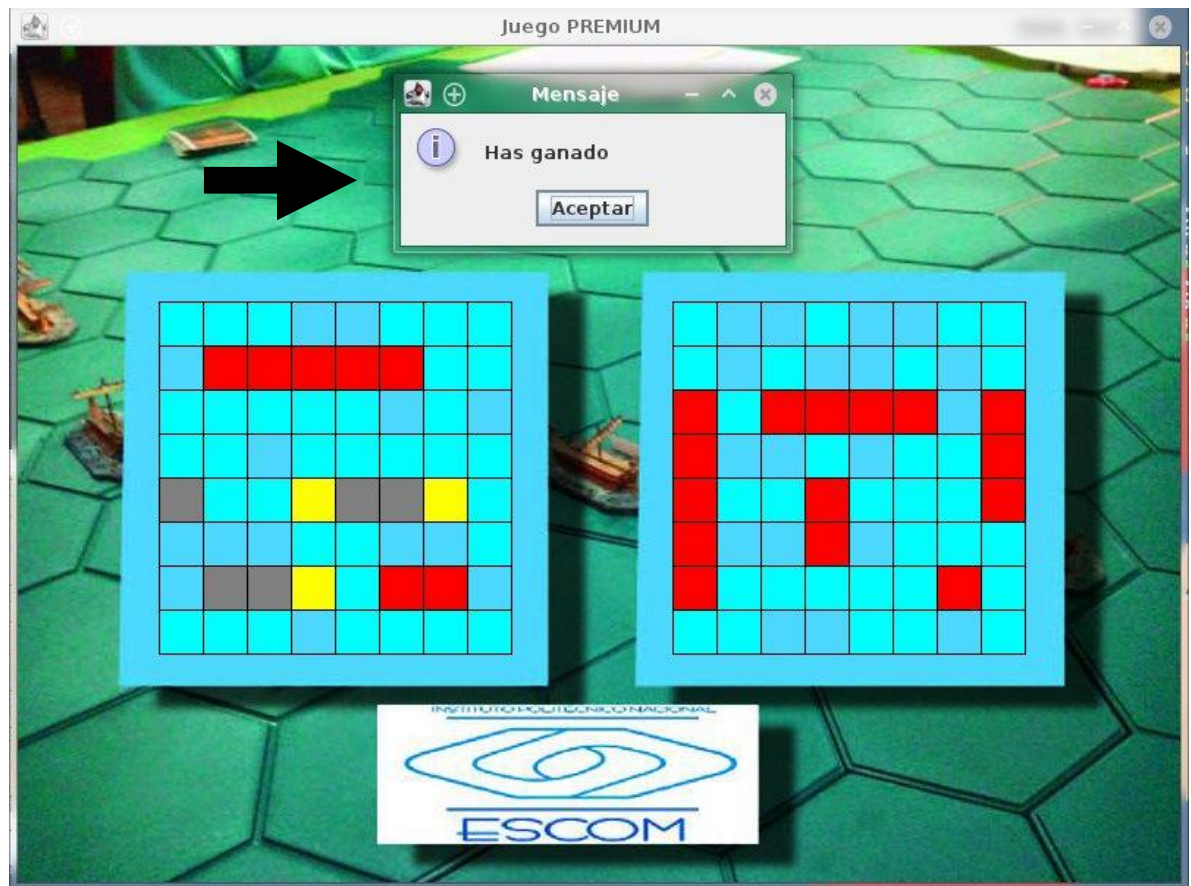 Juego PREMIUM
Mensaje
Has ganado
Aceptar
INSTITUTO POLITECNICO NACIONAL
ESCOM